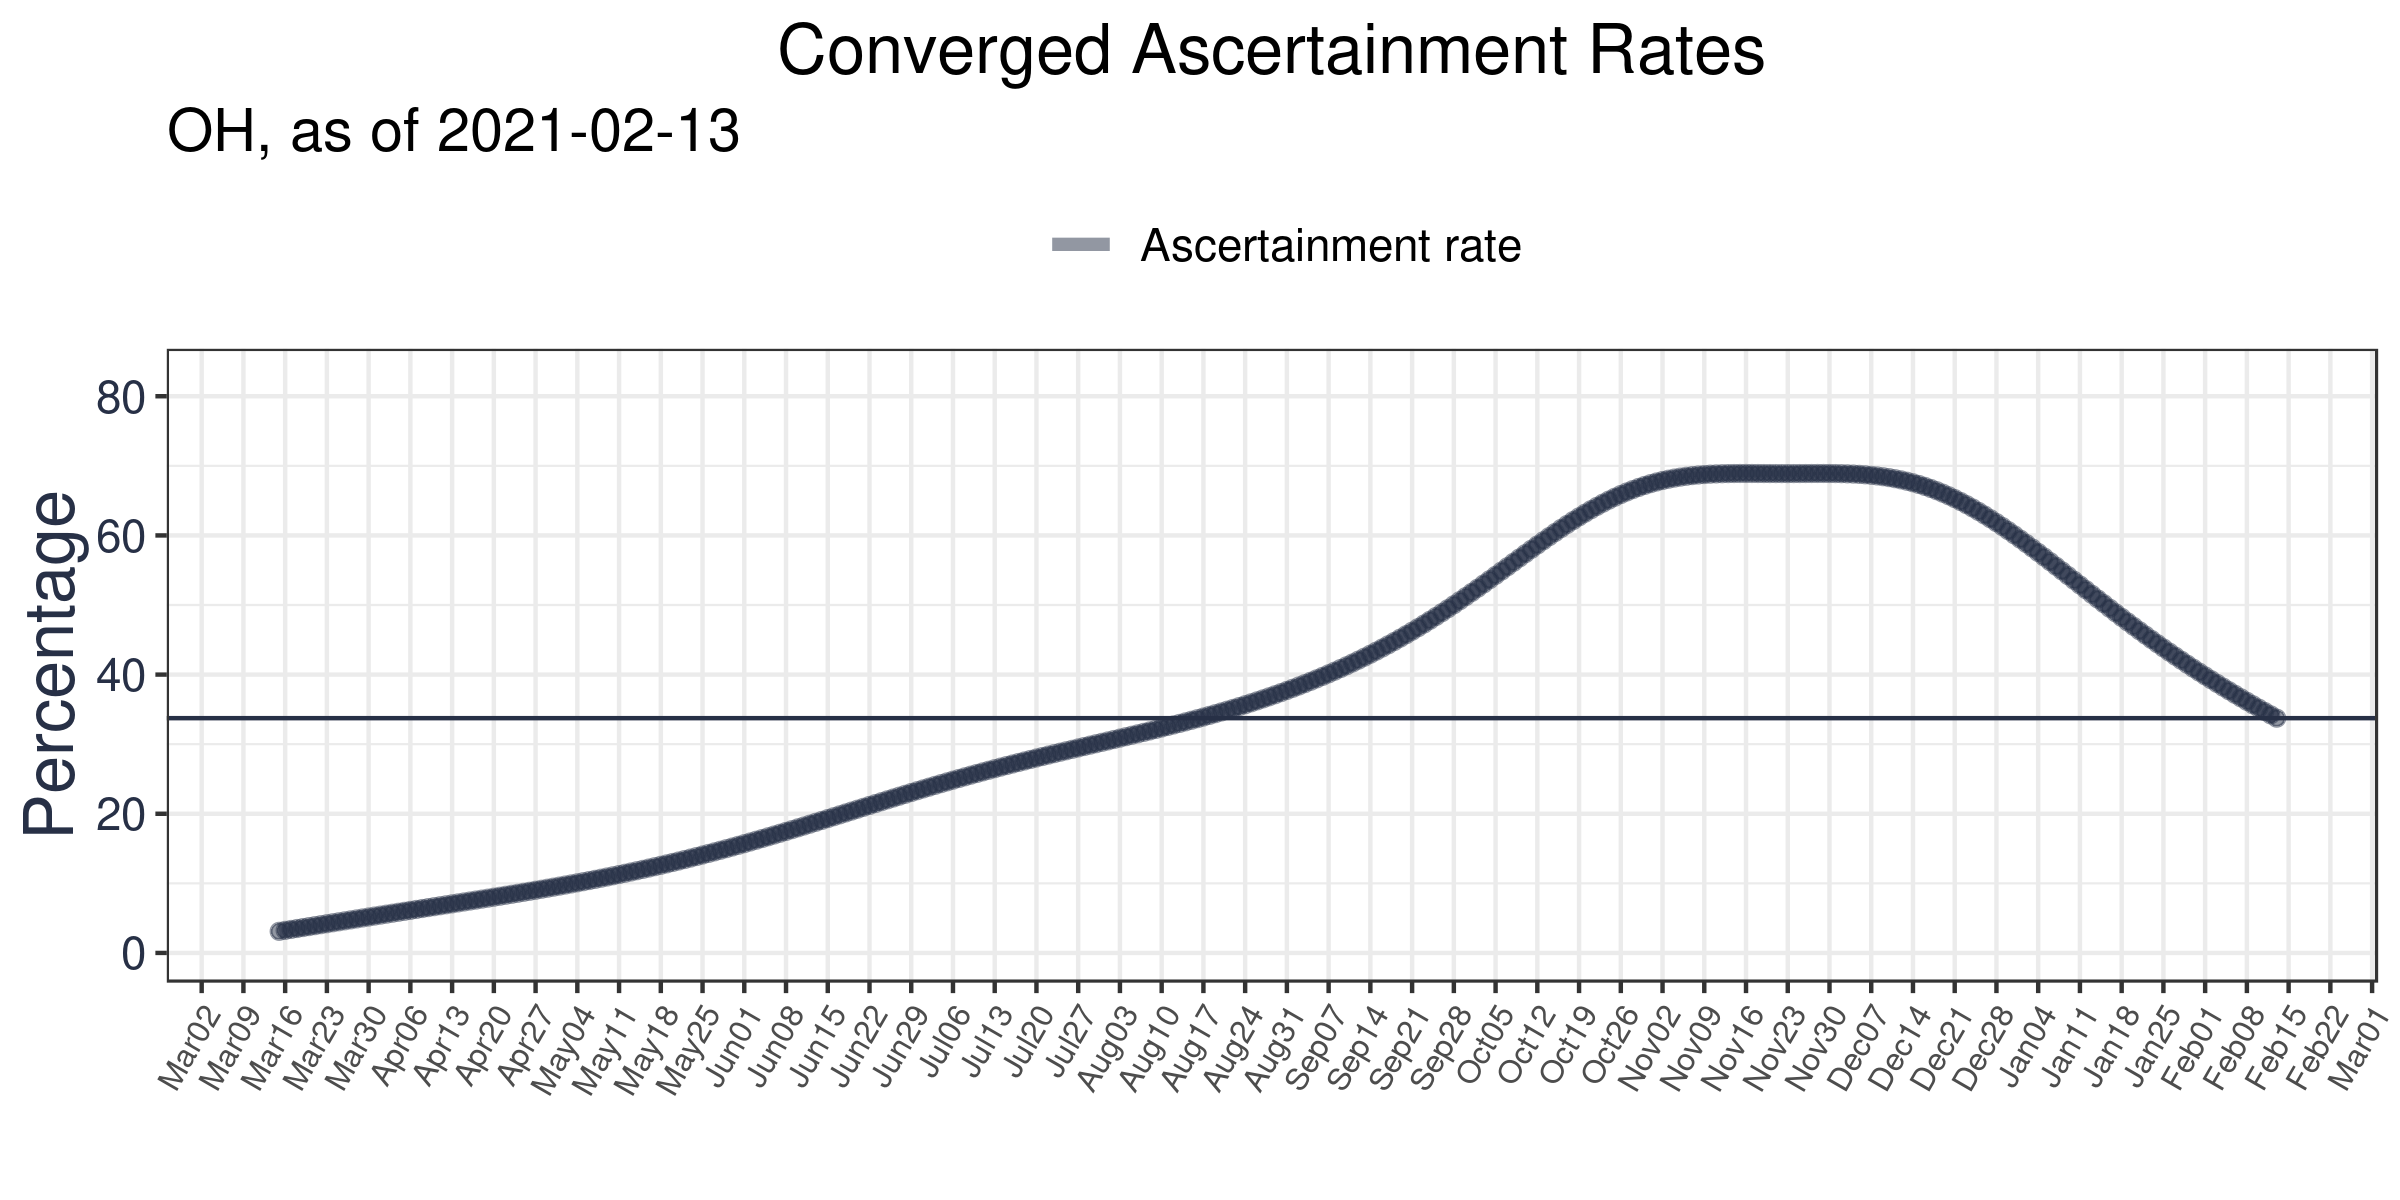 Converged Ascertainment Rates
OH, as of 2021-02-13
Ascertainment rate
Percentage
80
60
40
20
0
Mar02 Mar09 Mar16 Mar23 Mar30 Apr06 Apr13 Apr20 Apr27 May04 May11 May18 May25 Jun01 Jun08 Jun15 Jun22 Jun29 Jul06 Jul13 Jul20 Jul27 Aug03 Aug10 Aug17 Aug24 Aug31 Sep07 Sep14 Sep21 Sep28 Oct05 Oct12 Oct19 Oct26 Nov02 Nov09 Nov16 Nov23 Nov30 Dec07 Dec14 Dec21 Dec28 Jan04 Jan11 Jan18 Jan25 Feb01 Feb08 Feb15 Feb22 Mar01